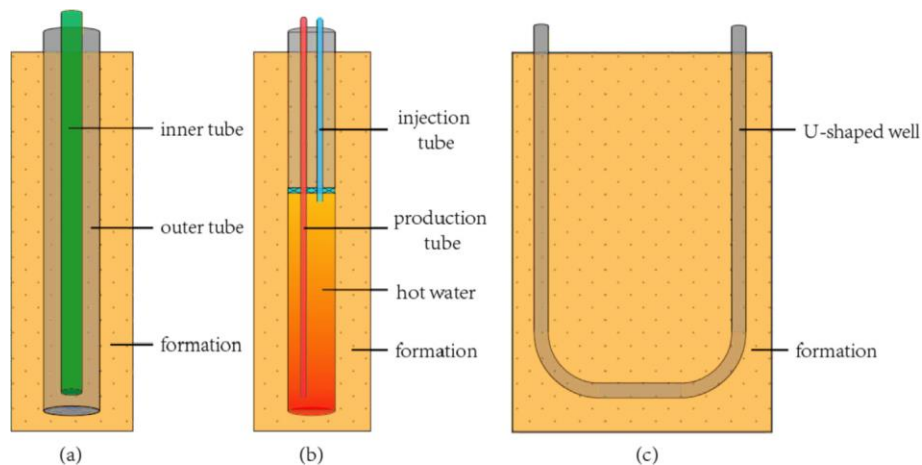 inner tube
outer tube
formation
(a)
injection
tube
production
tube
hot water
formation
(b)
U-shaped well
formation
(c)